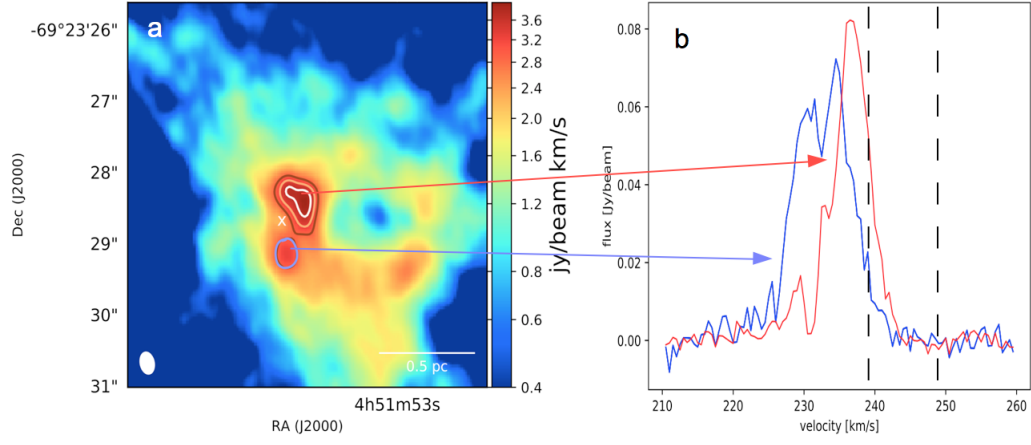 a
-69°23'26"
27"
28"
29"
30"
31"
Dec (J2000)
x
0.5 pc
4h51m53s
RA (J2000)
3.6
3.2
2.8
2.4
2.0
1.6
1.2
0.8
0.6
0.4
jy/beam km/s
b
0.08
0.06
0.04
0.02
0.00
flux [Jy/beam]
210 220 230 240 250 260
velocity [km/s]